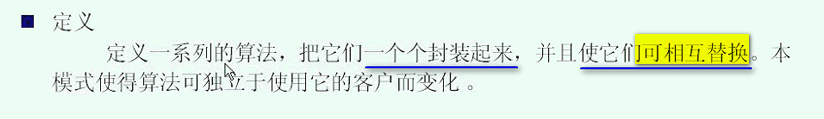 定义
定义一系列的算法，把它们一个个封装起来，并且使它们可相互替换。本
模式使得算法可独立于使用它的客户而变化 。